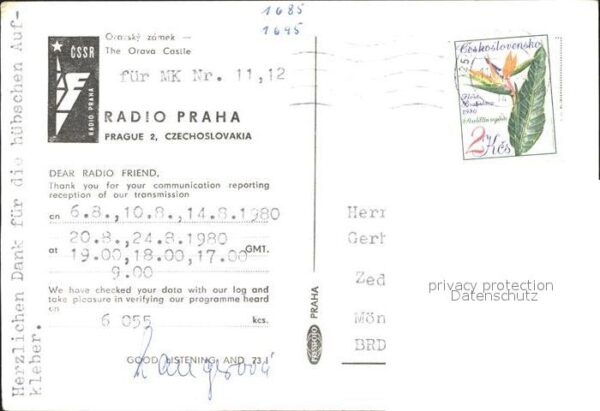 1685
1645
Oravský zámek —
The Orava Castle
ČSSR
RADIO PRAHA
für MK Nr. 11,12
RADIO PRAHA
PRAGUE 2, CZECHOSLOVAKIA
DEAR RADIO FRIEND,
Thank you for your communication reporting
reception of our transmission
on 6.8.,10.8.,14.8.1980
20.8.,24.8.1980
at 19.00,18.00,17.00 GMT.
9.00
We have checked your data with our log and
take pleasure in verifying our programme heard
on
6 055 kcs.
GOOD LISTENING AND 73!
Herzlichen Dank für die hübschen Auf-
kleber.
PRESSFOTO PRAHA
Československo
1980
2 Kčs
Herr
Gerh
Zed
Mön
BRD
privacy protection
Datenschutz